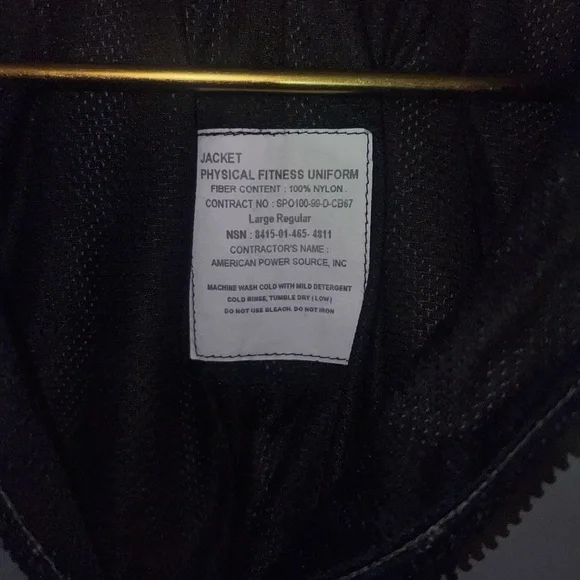 JACKET
PHYSICAL FITNESS UNIFORM
FIBER CONTENT : 100% NYLON .
CONTRACT NO : SPO100-99-D-CB67
Large Regular
NSN : 8415-01-465- 4811
CONTRACTOR'S NAME :
AMERICAN POWER SOURCE, INC
MACHINE WASH COLD WITH MILD DETERGENT
COLD RINSE, TUMBLE DRY ( LOW )
DO NOT USE BLEACH. DO NOT IRON